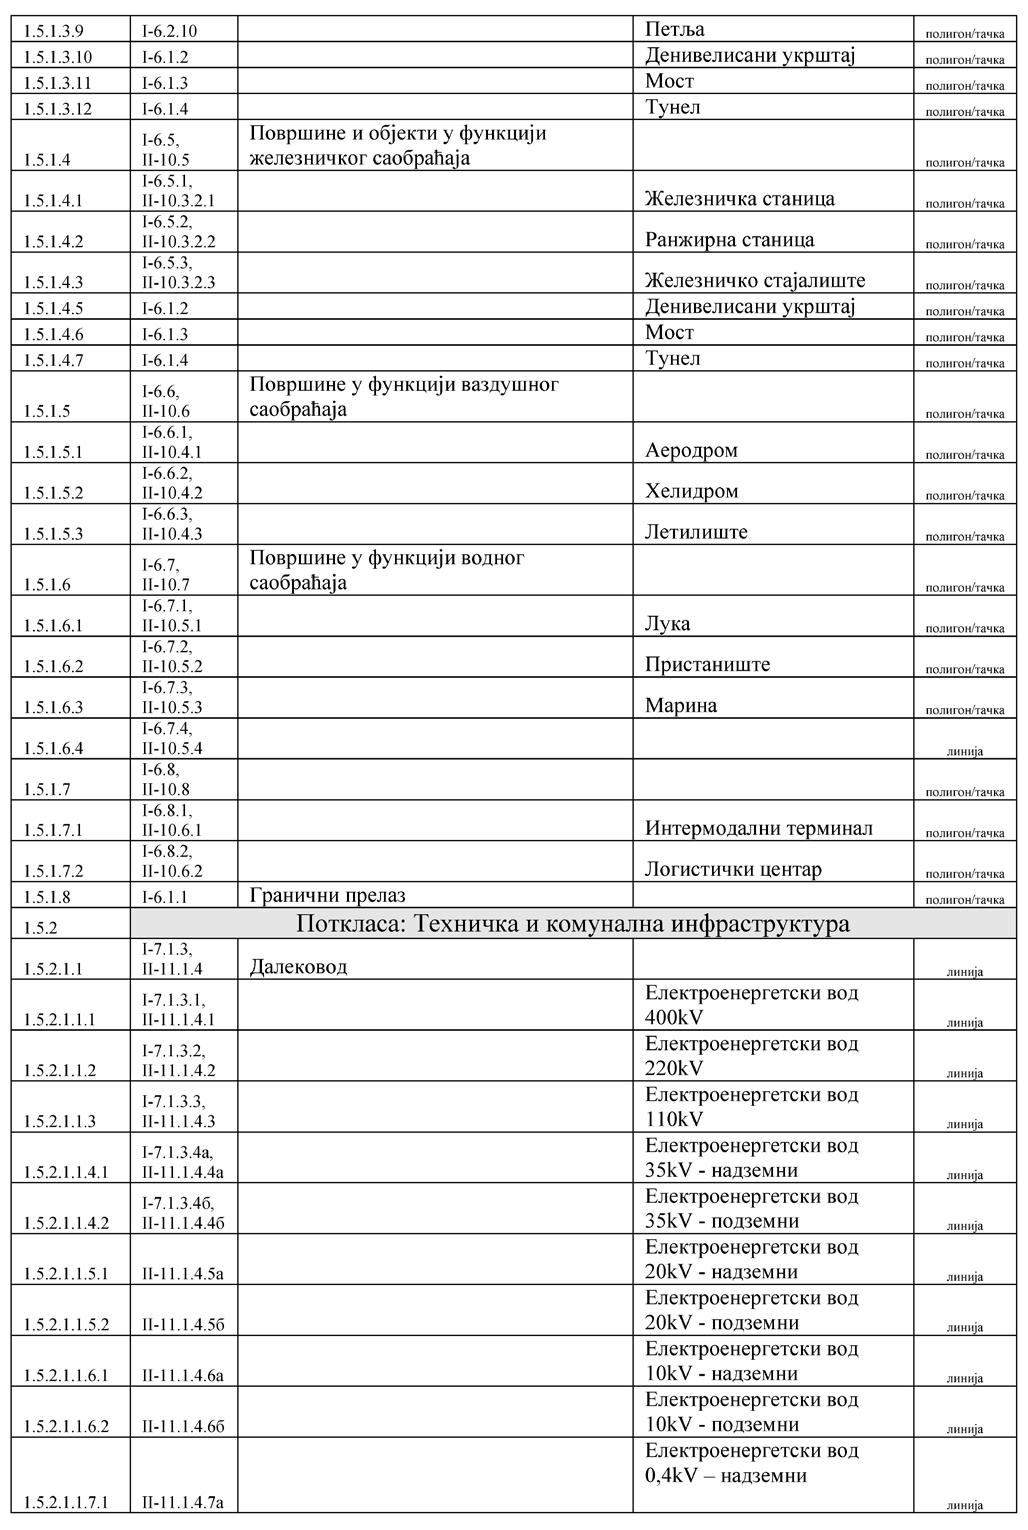 1.5.1.3.9 I-6.2.10 Петља полигон/тачка
1.5.1.3.10 I-6.1.2 Денивелисани укрштај полигон/тачка
1.5.1.3.11 I-6.1.3 Мост полигон/тачка
1.5.1.3.12 I-6.1.4 Тунел полигон/тачка
I-6.5, Површине и објекти у функцији
1.5.1.4 II-10.5 железничког саобраћаја полигон/тачка
I-6.5.1,
1.5.1.4.1 II-10.3.2.1 Железничка станица полигон/тачка
I-6.5.2,
1.5.1.4.2 II-10.3.2.2 Ранжирна станица полигон/тачка
I-6.5.3,
1.5.1.4.3 II-10.3.2.3 Железничко стајалиште полигон/тачка
1.5.1.4.5 I-6.1.2 Денивелисани укрштај полигон/тачка
1.5.1.4.6 I-6.1.3 Мост полигон/тачка
1.5.1.4.7 I-6.1.4 Тунел полигон/тачка
I-6.6, Површине у функцији ваздушног
1.5.1.5 II-10.6 саобраћаја полигон/тачка
I-6.6.1,
1.5.1.5.1 II-10.4.1 Аеродром полигон/тачка
I-6.6.2,
1.5.1.5.2 II-10.4.2 Хелидром полигон/тачка
I-6.6.3,
1.5.1.5.3 II-10.4.3 Летилиште полигон/тачка
I-6.7, Површине у функцији водног
1.5.1.6 II-10.7 саобраћаја полигон/тачка
I-6.7.1,
1.5.1.6.1 II-10.5.1 Лука полигон/тачка
I-6.7.2,
1.5.1.6.2 II-10.5.2 Пристаниште полигон/тачка
I-6.7.3,
1.5.1.6.3 II-10.5.3 Марина полигон/тачка
I-6.7.4,
1.5.1.6.4 II-10.5.4 линија
I-6.8,
1.5.1.7 II-10.8 полигон/тачка
I-6.8.1,
1.5.1.7.1 II-10.6.1 Интермодални терминал полигон/тачка
I-6.8.2,
1.5.1.7.2 II-10.6.2 Логистички центар полигон/тачка
1.5.1.8 I-6.1.1 Гранични прелаз полигон/тачка
1.5.2 Поткласа: Техничка и комунална инфраструктура
I-7.1.3,
1.5.2.1.1 II-11.1.4 Далековод линија
I-7.1.3.1, Електроенергетски вод
1.5.2.1.1.1 II-11.1.4.1 400kV линија
I-7.1.3.2, Електроенергетски вод
1.5.2.1.1.2 II-11.1.4.2 220kV линија
I-7.1.3.3, Електроенергетски вод
1.5.2.1.1.3 II-11.1.4.3 110kV линија
I-7.1.3.4а, Електроенергетски вод
1.5.2.1.1.4.1 II-11.1.4.4а 35kV - надземни линија
I-7.1.3.4б, Електроенергетски вод
1.5.2.1.1.4.2 II-11.1.4.4б 35kV - подземни линија
Електроенергетски вод
1.5.2.1.1.5.1 II-11.1.4.5а 20kV - надземни линија
Електроенергетски вод
1.5.2.1.1.5.2 II-11.1.4.5б 20kV - подземни линија
Електроенергетски вод
1.5.2.1.1.6.1 II-11.1.4.6а 10kV - надземни линија
Електроенергетски вод
1.5.2.1.1.6.2 II-11.1.4.6б 10kV - подземни линија
Електроенергетски вод
0,4kV – надземни
1.5.2.1.1.7.1 II-11.1.4.7а линија